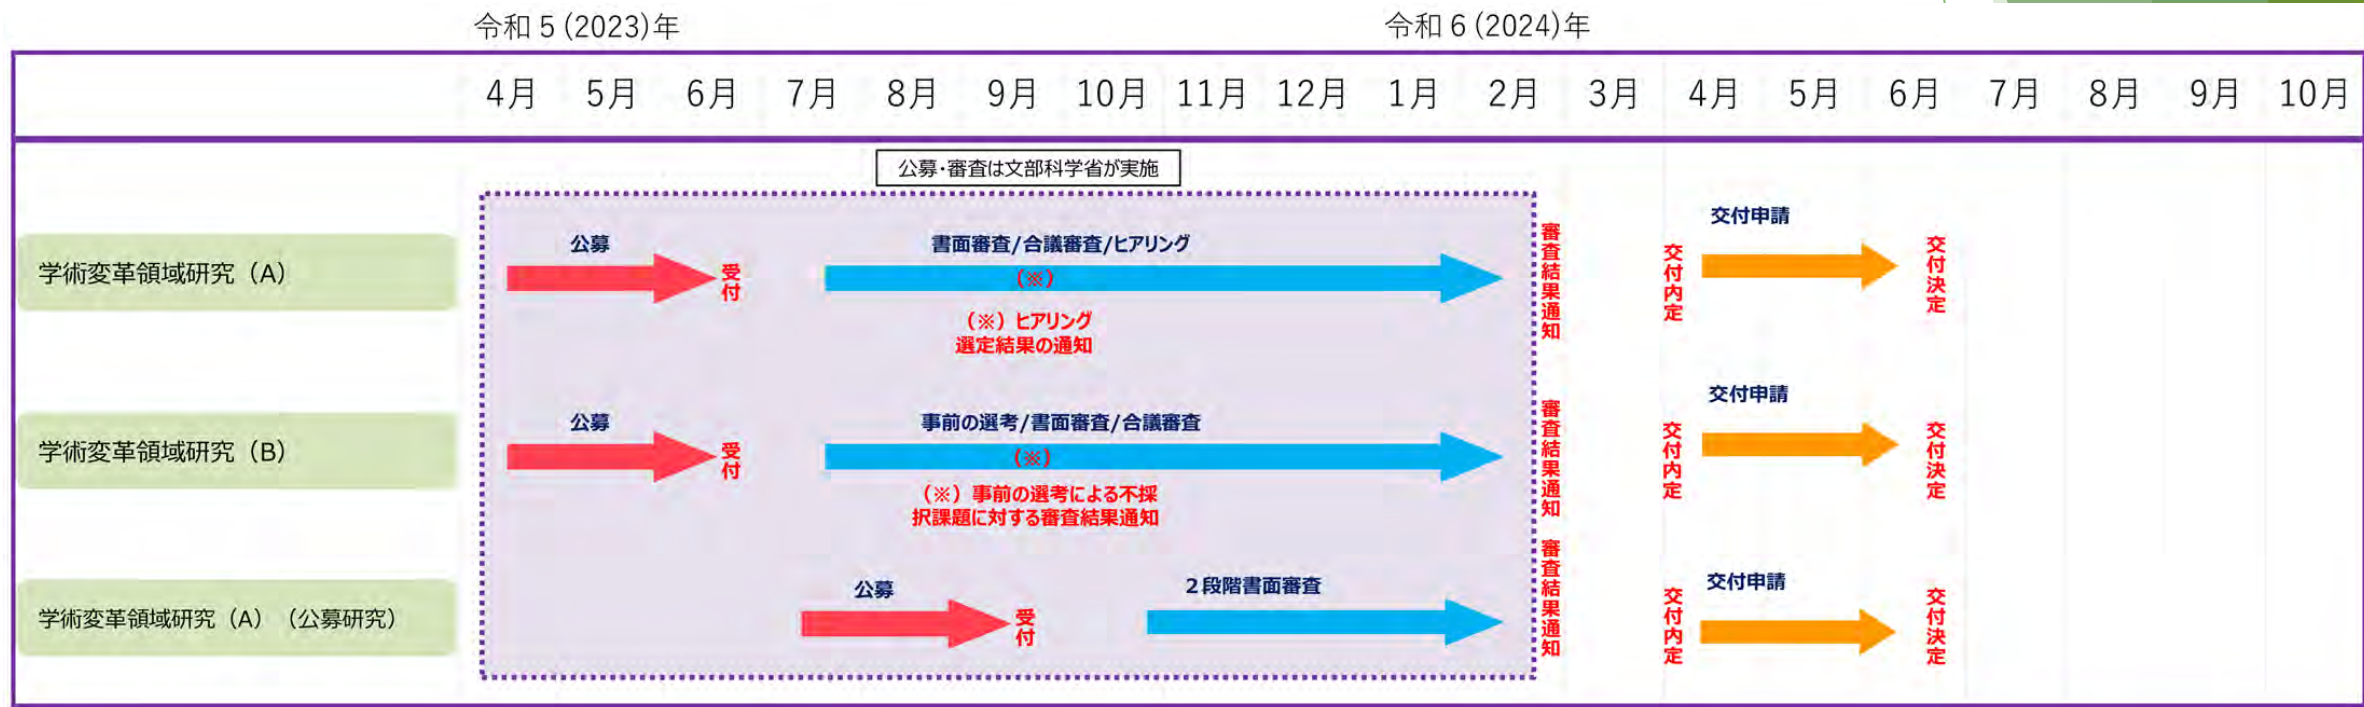 令和5(2023)年
令和6(2024)年
4月 5月 6月 7月 8月 9月 10月 11月 12月 1月 2月 3月 4月 5月 6月 7月 8月 9月 10月
公募・審査は文部科学省が実施
学術変革領域研究（A）
公募
受付
書面審査/合議審査/ヒアリング
（※）
（※）ヒアリング
選定結果の通知
審査結果通知
交付内定
交付申請
交付決定
学術変革領域研究（B）
公募
受付
事前の選考/書面審査/合議審査
（※）
（※）事前の選考による不採
択課題に対する審査結果通知
審査結果通知
交付内定
交付申請
交付決定
学術変革領域研究（A）（公募研究）
公募
受付
２段階書面審査
審査結果通知
交付内定
交付申請
交付決定